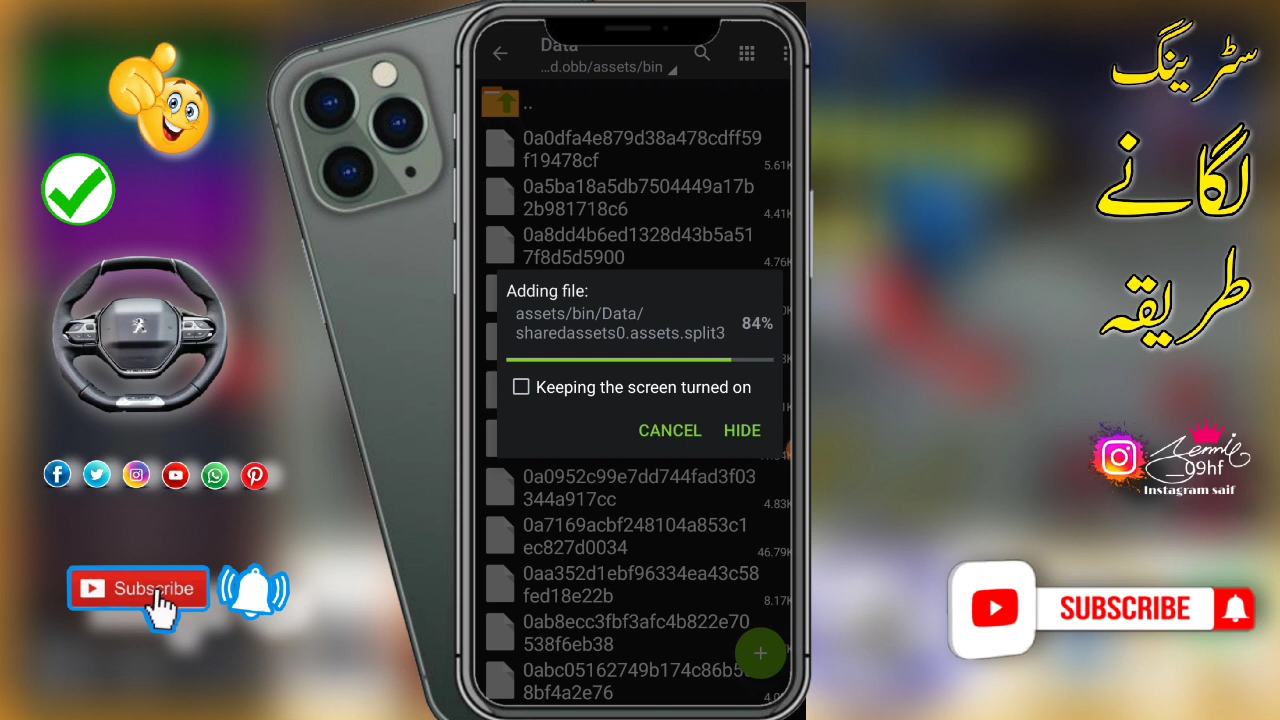 Data
...d.obb/assets/bin
..
0a0dfa4e879d38a478cdff59
f19478cf
5.61K
0a5ba18a5db7504449a17b
2b981718c6
4.41K
0a8dd4b6ed1328d43b5a51
7f8d5d5900
4.76K
Adding file:
assets/bin/Data/
sharedassets0.assets.split3
84%
Keeping the screen turned on
CANCEL HIDE
0a0952c99e7dd744fad3f03
344a917cc
4.83K
0a7169acbf248104a853c1
ec827d0034
46.79K
0aa352d1ebf96334ea43c58
fed18e22b
8.17K
0ab8ecc3fbf3afc4b822e70
538f6eb38
0abc05162749b174c86b5
8bf4a2e76
سٹرینگ
لگانے
طریقہ
09hf
Instagram saif
Subscribe
SUBSCRIBE